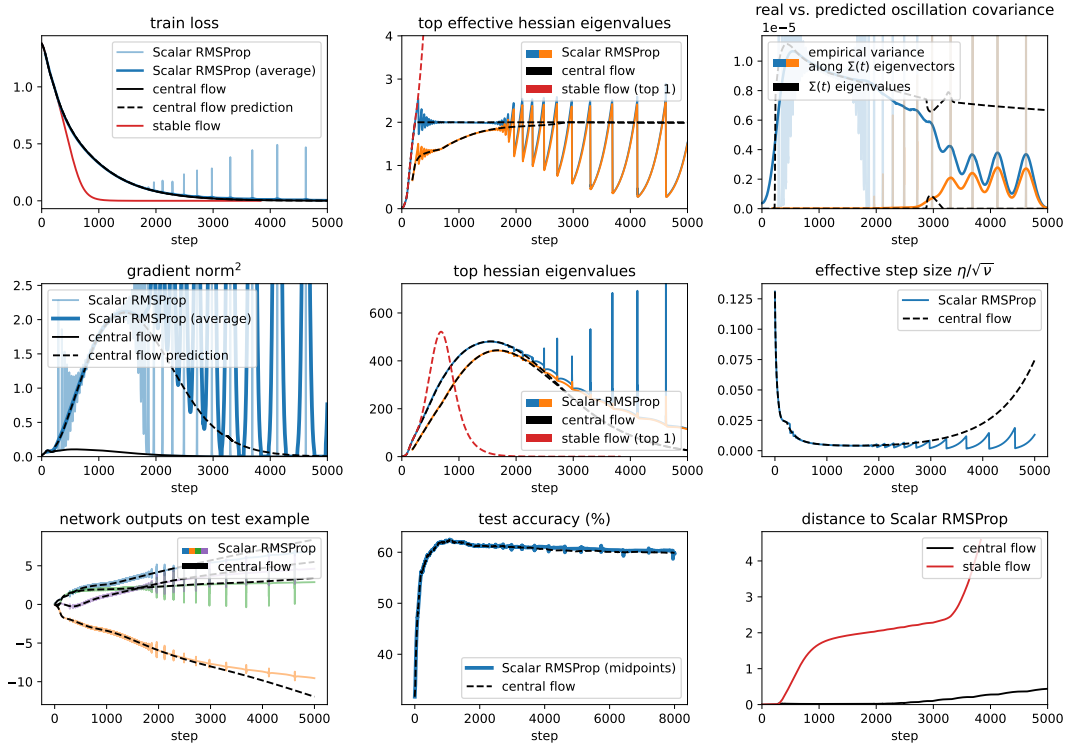 train loss
1.0
0.5
0.0
0
1000
2000
3000
4000
5000
step
Scalar RMSProp
Scalar RMSProp (average)
central flow
central flow prediction
stable flow
top effective hessian eigenvalues
4
3
2
1
0
0
1000
2000
3000
4000
5000
step
Scalar RMSProp
central flow
stable flow (top 1)
real vs. predicted oscillation covariance
1e−5
1.0
0.8
0.6
0.4
0.2
0.0
0
1000
2000
3000
4000
5000
step
empirical variance
along Σ(t) eigenvectors
Σ(t) eigenvalues
gradient norm²
2.5
2.0
1.5
1.0
0.5
0.0
0
1000
2000
3000
4000
5000
step
Scalar RMSProp
Scalar RMSProp (average)
central flow
central flow prediction
top hessian eigenvalues
600
400
200
0
0
1000
2000
3000
4000
5000
step
Scalar RMSProp
central flow
stable flow (top 1)
effective step size η/√ν
0.125
0.100
0.075
0.050
0.025
0.000
0
1000
2000
3000
4000
5000
step
Scalar RMSProp
central flow
network outputs on test example
5
0
−5
−10
0
1000
2000
3000
4000
5000
step
Scalar RMSProp
central flow
test accuracy (%)
60
50
40
0
2000
4000
6000
8000
step
Scalar RMSProp (midpoints)
central flow
distance to Scalar RMSProp
4
2
0
0
1000
2000
3000
4000
5000
step
central flow
stable flow